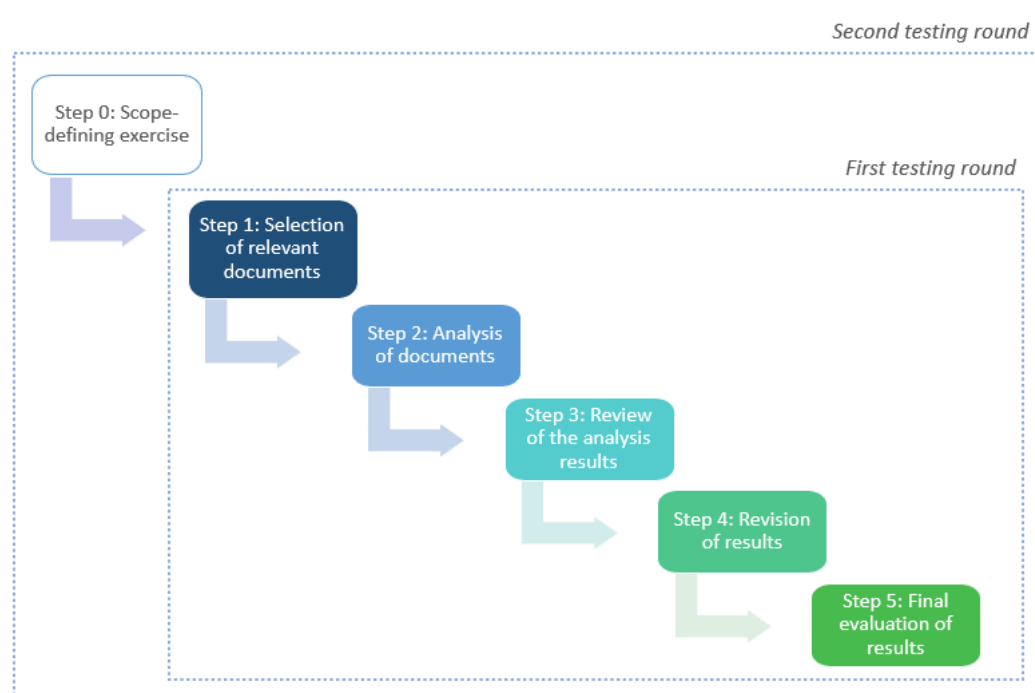 Second testing round
Step 0: Scope-
defining exercise
First testing round
Step 1: Selection
of relevant
documents
Step 2: Analysis
of documents
Step 3: Review
of the analysis
results
Step 4: Revision
of results
Step 5: Final
evaluation of
results